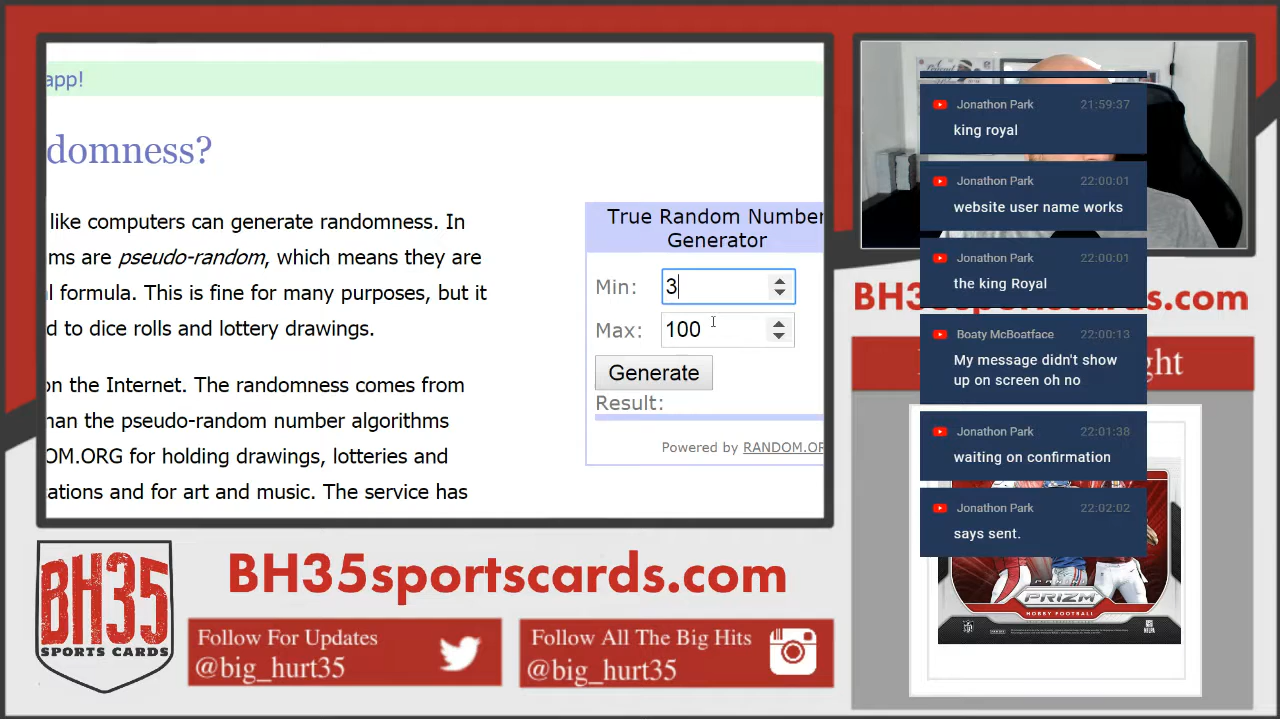 app!
domness?
like computers can generate randomness. In
ms are pseudo-random, which means they are
l formula. This is fine for many purposes, but it
d to dice rolls and lottery drawings.
on the Internet. The randomness comes from
han the pseudo-random number algorithms
OM.ORG for holding drawings, lotteries and
ations and for art and music. The service has
True Random Number
Generator
Min: 3
Max: 100
Generate
Result:
Powered by RANDOM.OR
Jonathon Park 21:59:37
king royal
Jonathon Park 22:00:01
website user name works
Jonathon Park 22:00:01
the king Royal
Boaty McBoatface 22:00:13
My message didn't show
up on screen oh no
Jonathon Park 22:01:38
waiting on confirmation
Jonathon Park 22:02:02
says sent.
BH35sportscards.com
ght
PANINI
PRIZM
HOBBY FOOTBALL
BH35
SPORTS CARDS
BH35sportscards.com
Follow For Updates
@big_hurt35
Follow All The Big Hits
@big_hurt35